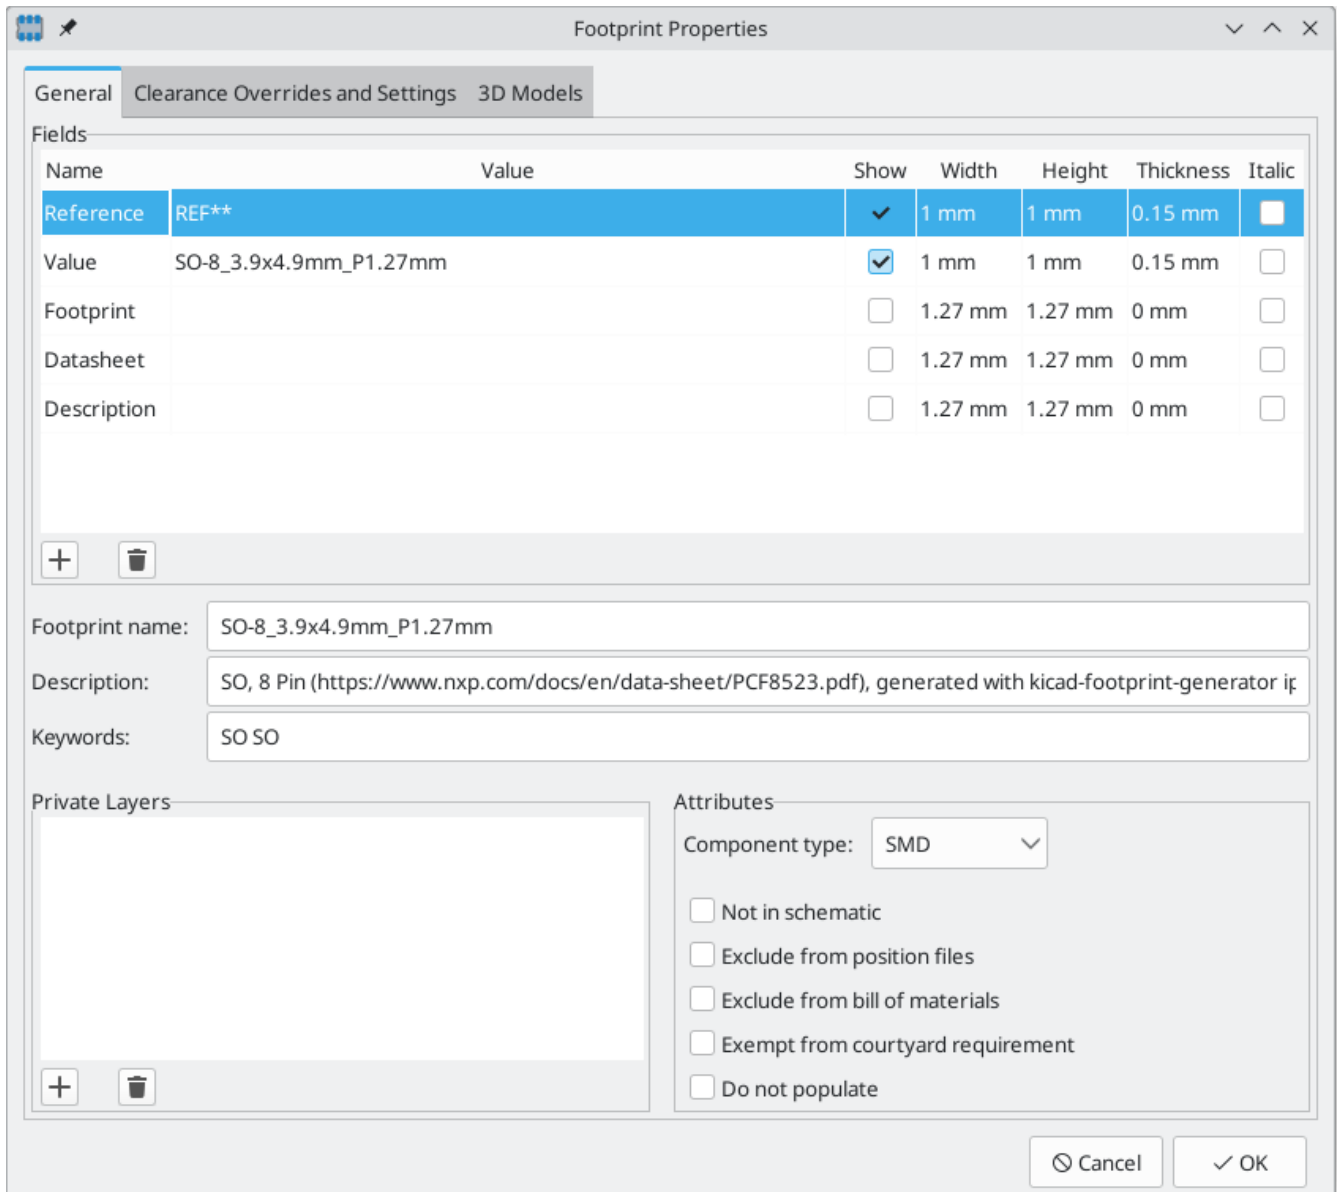 Footprint Properties
General Clearance Overrides and Settings 3D Models
Fields
Name Value Show Width Height Thickness Italic
Reference REF** 1 mm 1 mm 0.15 mm
Value SO-8_3.9x4.9mm_P1.27mm 1 mm 1 mm 0.15 mm
Footprint 1.27 mm 1.27 mm 0 mm
Datasheet 1.27 mm 1.27 mm 0 mm
Description 1.27 mm 1.27 mm 0 mm
Footprint name: SO-8_3.9x4.9mm_P1.27mm
Description: SO, 8 Pin (https://www.nxp.com/docs/en/data-sheet/PCF8523.pdf), generated with kicad-footprint-generator ip
Keywords: SO SO
Private Layers
Attributes
Component type: SMD
Not in schematic
Exclude from position files
Exclude from bill of materials
Exempt from courtyard requirement
Do not populate
Cancel OK